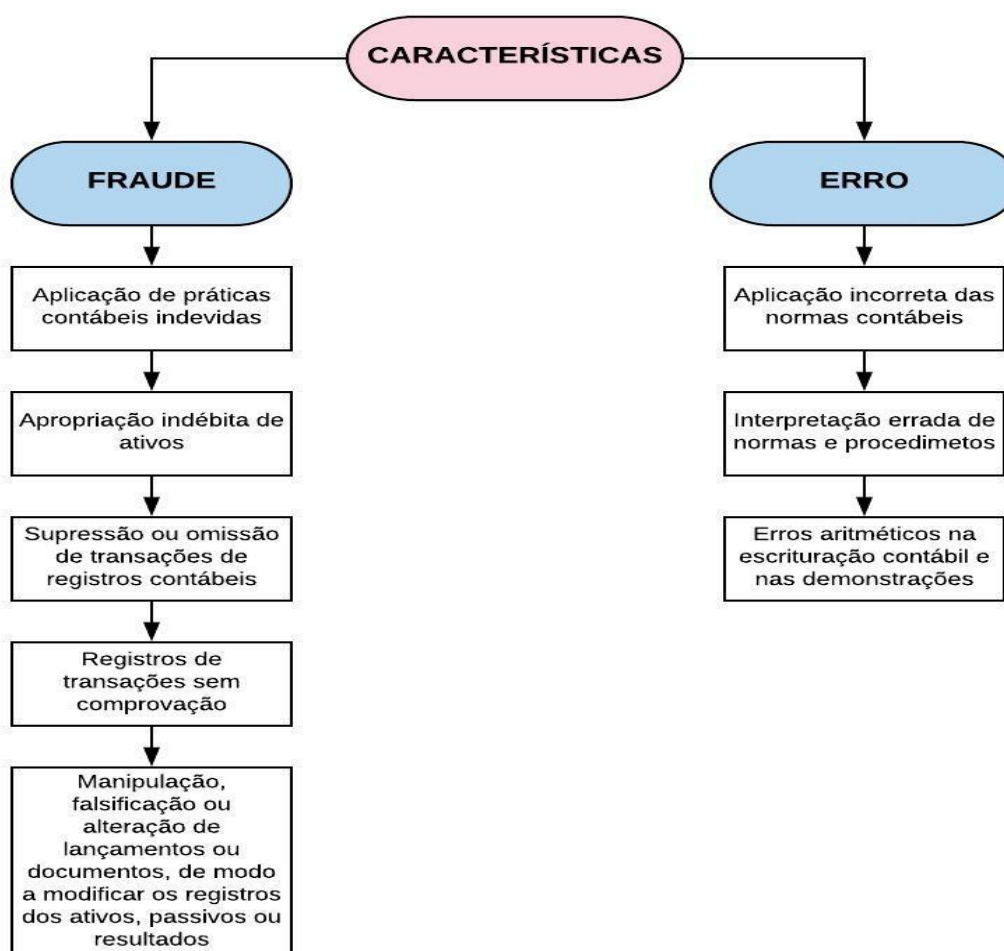 CARACTERÍSTICAS
FRAUDE
Aplicação de práticas
contábeis indevidas
Apropriação indébita de
ativos
Supressão ou omissão
de transações de
registros contábeis
Registros de
transações sem
comprovação
Manipulação,
falsificação ou
alteração de
lançamentos ou
documentos, de modo
a modificar os registros
dos ativos, passivos ou
resultados
ERRO
Aplicação incorreta das
normas contábeis
Interpretação errada de
normas e procedimetos
Erros aritméticos na
escrituração contábil e
nas demonstrações